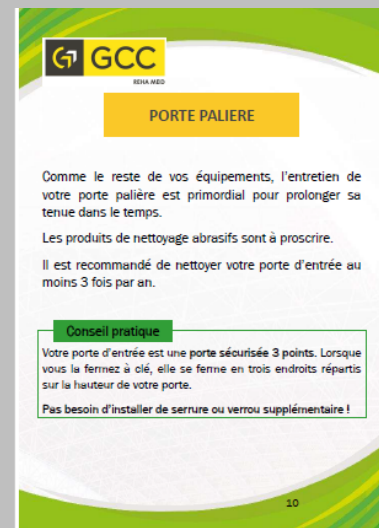 GCC
REHA MED
PORTE PALIERE
Comme le reste de vos équipements, l'entretien de
votre porte palière est primordial pour prolonger sa
tenue dans le temps.
Les produits de nettoyage abrasifs sont à proscrire.
Il est recommandé de nettoyer votre porte d'entrée au
moins 3 fois par an.
Conseil pratique
Votre porte d'entrée est une porte sécurisée 3 points. Lorsque
vous la fermez à clé, elle se ferme en trois endroits répartis
sur la hauteur de votre porte.
Pas besoin d'installer de serrure ou verrou supplémentaire !
10